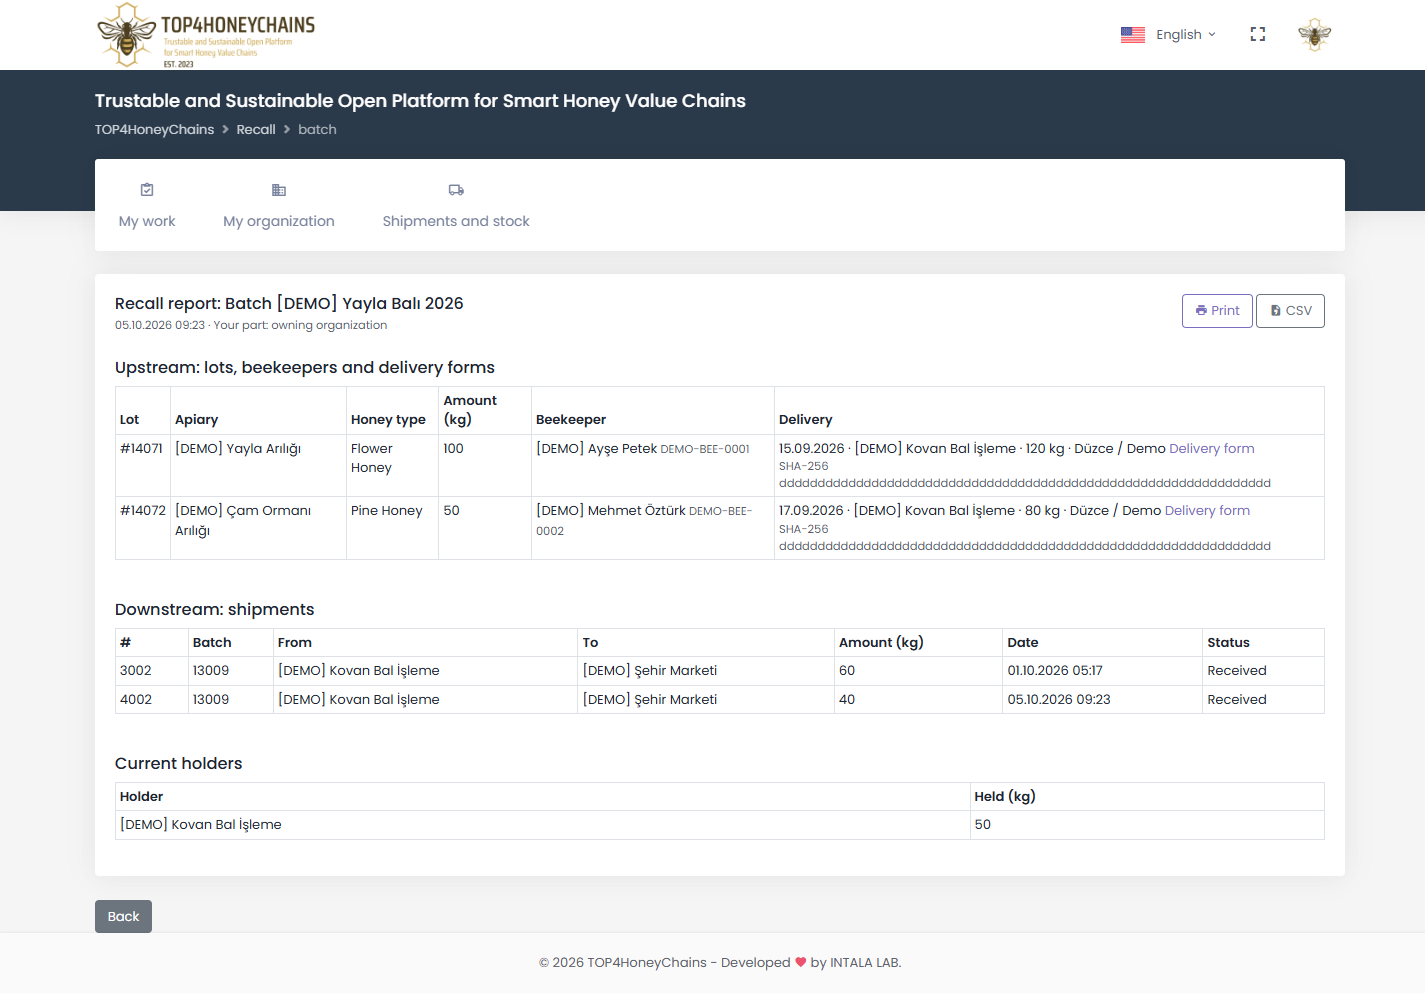 TOP4HONEYCHAINS
Trustable and Sustainable Open Platform
for Smart Honey Value Chains
EST. 2023
English
Trustable and Sustainable Open Platform for Smart Honey Value Chains
TOP4HoneyChains > Recall > batch
My work
My organization
Shipments and stock
Recall report: Batch [DEMO] Yayla Balı 2026
05.10.2026 09:23 · Your part: owning organization
Print
CSV
Upstream: lots, beekeepers and delivery forms
Lot Apiary Honey type Amount (kg) Beekeeper Delivery
#14071 [DEMO] Yayla Arılığı Flower Honey 100 [DEMO] Ayşe Petek DEMO-BEE-0001 15.09.2026 · [DEMO] Kovan Bal İşleme · 120 kg · Düzce / Demo Delivery form
SHA-256
dddddddddddddddddddddddddddddddddddddddddddddddddddddddddddddddd
#14072 [DEMO] Çam Ormanı Arılığı Pine Honey 50 [DEMO] Mehmet Öztürk DEMO-BEE-0002 17.09.2026 · [DEMO] Kovan Bal İşleme · 80 kg · Düzce / Demo Delivery form
SHA-256
dddddddddddddddddddddddddddddddddddddddddddddddddddddddddddddddd
Downstream: shipments
# Batch From To Amount (kg) Date Status
3002 13009 [DEMO] Kovan Bal İşleme [DEMO] Şehir Marketi 60 01.10.2026 05:17 Received
4002 13009 [DEMO] Kovan Bal İşleme [DEMO] Şehir Marketi 40 05.10.2026 09:23 Received
Current holders
Holder Held (kg)
[DEMO] Kovan Bal İşleme 50
Back
© 2026 TOP4HoneyChains - Developed ♥ by INTALA LAB.